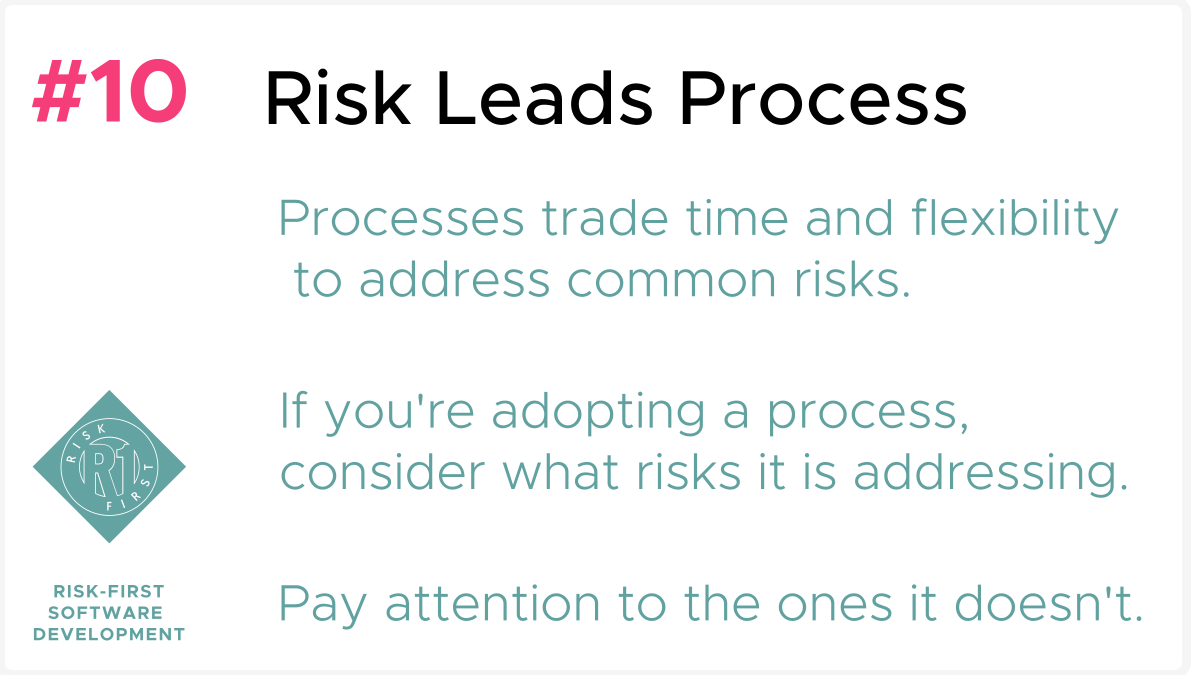 #10
Risk Leads Process
Processes trade time and flexibility
to address common risks.
If you're adopting a process,
consider what risks it is addressing.
Pay attention to the ones it doesn't.
RISK
R1
FIRST
RISK-FIRST
SOFTWARE
DEVELOPMENT